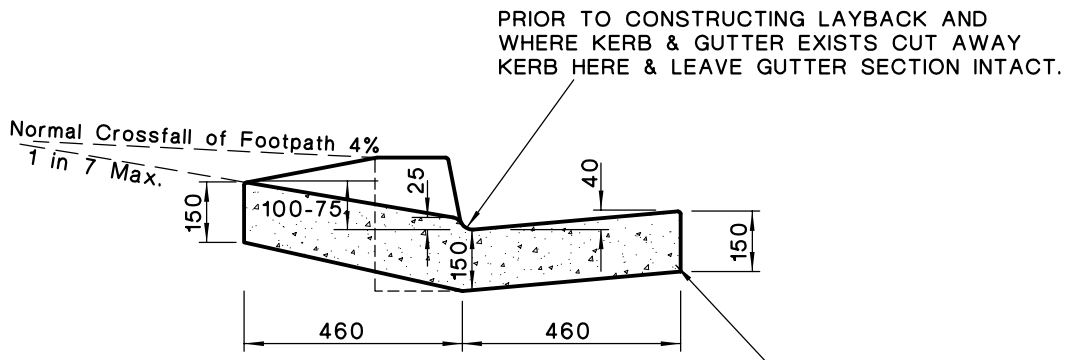 PRIOR TO CONSTRUCTING LAYBACK AND
WHERE KERB & GUTTER EXISTS CUT AWAY
KERB HERE & LEAVE GUTTER SECTION INTACT.
Normal Crossfall of Footpath 4%
1 in 7 Max.
25
40
150
100-75
150
150
460
460